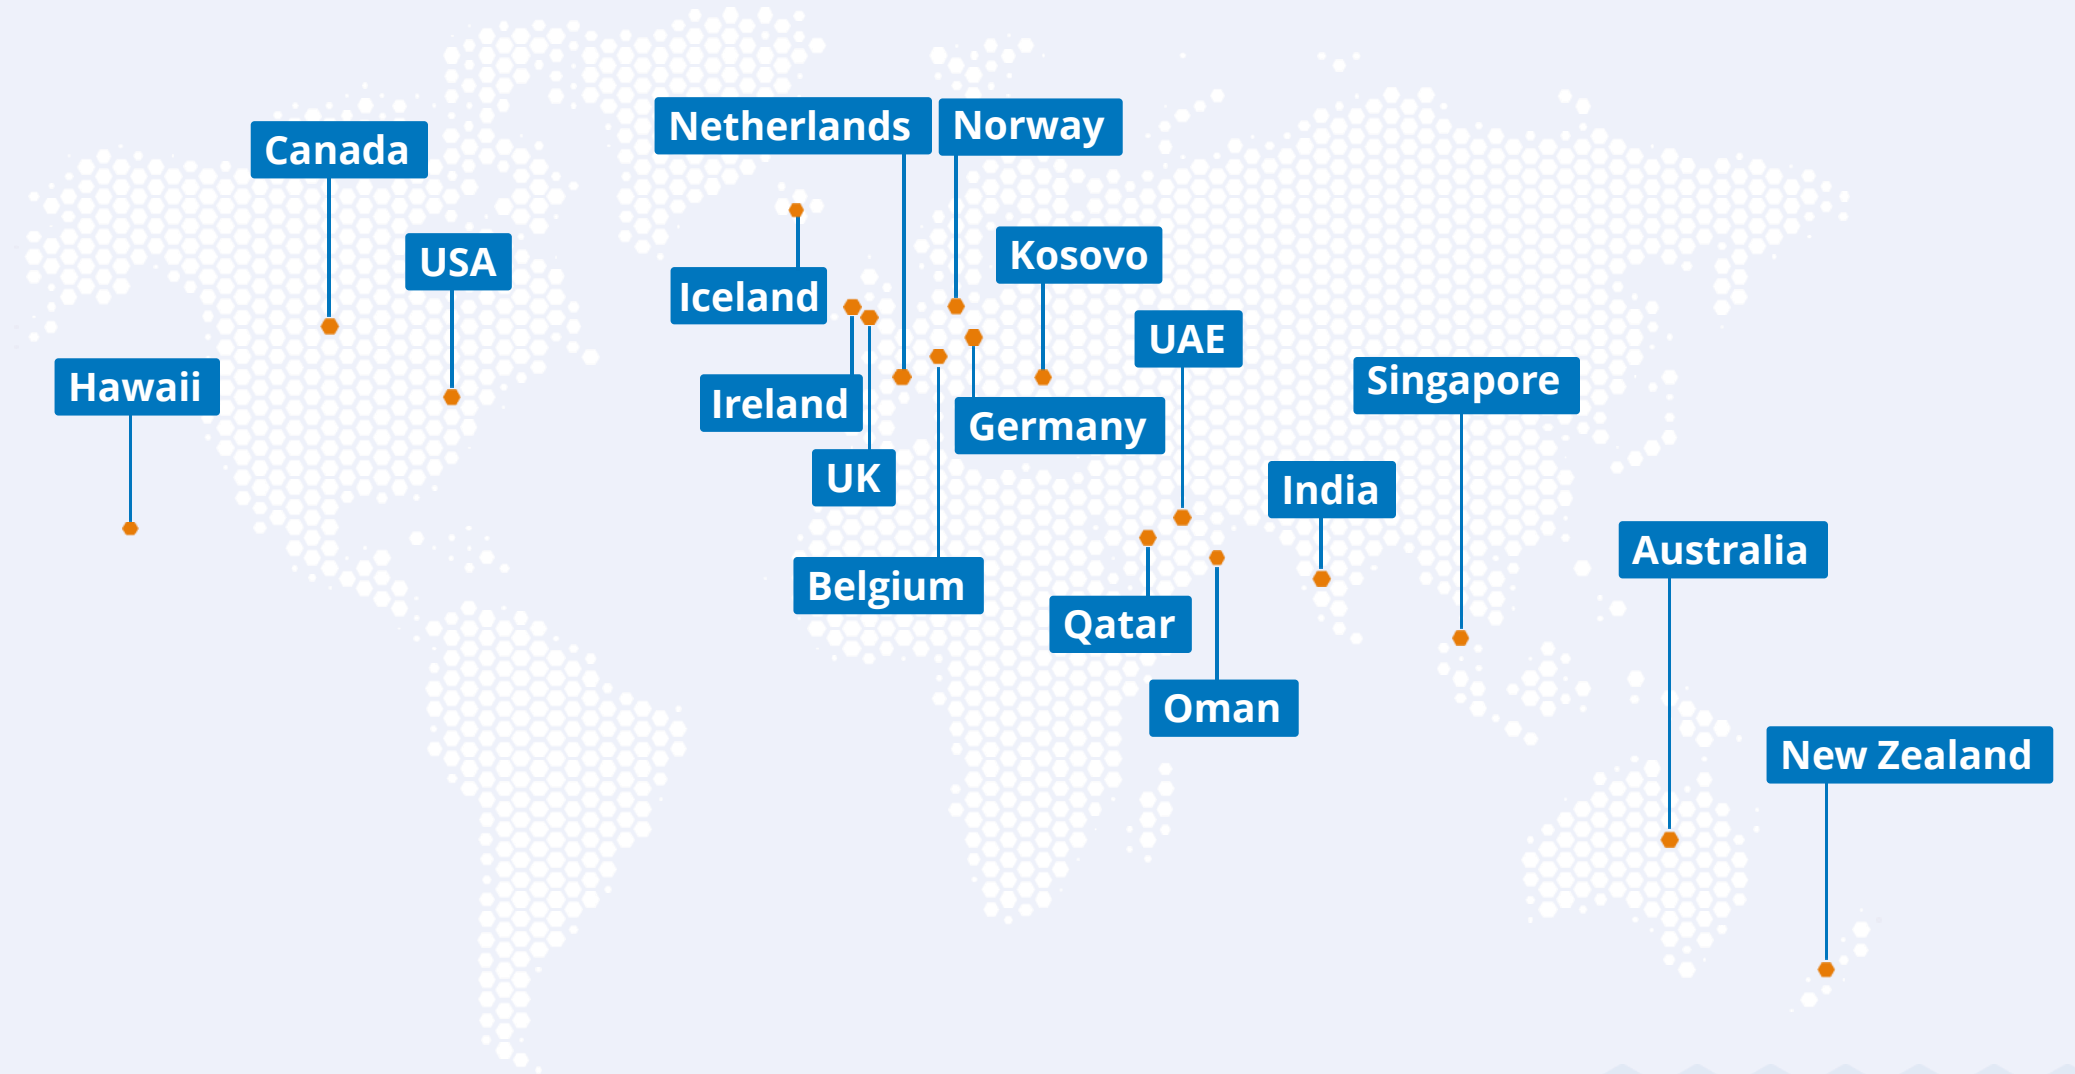 Netherlands
Norway
Canada
Kosovo
USA
Iceland
UAE
Singapore
Hawaii
Ireland
Germany
UK
India
Australia
Belgium
Qatar
Oman
New Zealand